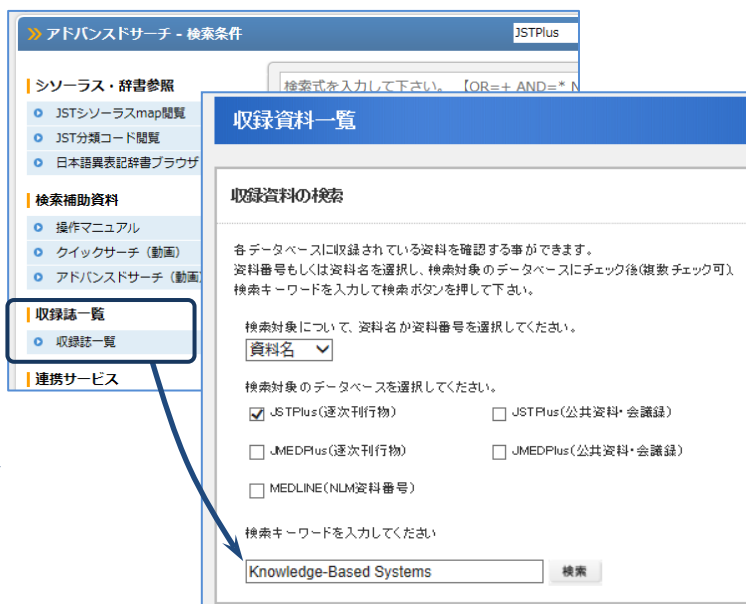 アドバンスドサーチ - 検索条件
JSTPlus
シソーラス・辞書参照
検索式を入力して下さい。 【OR=+ AND=* N
JSTシソーラスmap閲覧
JST分類コード閲覧
日本語異表記辞書ブラウザ
検索補助資料
操作マニュアル
クイックサーチ（動画）
アドバンスドサーチ（動画）
収録誌一覧
収録誌一覧
連携サービス
収録資料一覧
収録資料の検索
各データベースに収録されている資料を確認する事ができます。
資料番号もしくは資料名を選択し、検索対象のデータベースにチェック後(複数チェック可)、
検索キーワードを入力して検索ボタンを押して下さい。
検索対象について、資料名か資料番号を選択してください。
資料名
検索対象のデータベースを選択してください。
JSTPlus(逐次刊行物)
JSTPlus(公共資料・会議録)
JMEDPlus(逐次刊行物)
JMEDPlus(公共資料・会議録)
MEDLINE(NLM資料番号)
検索キーワードを入力してください
Knowledge-Based Systems
検索